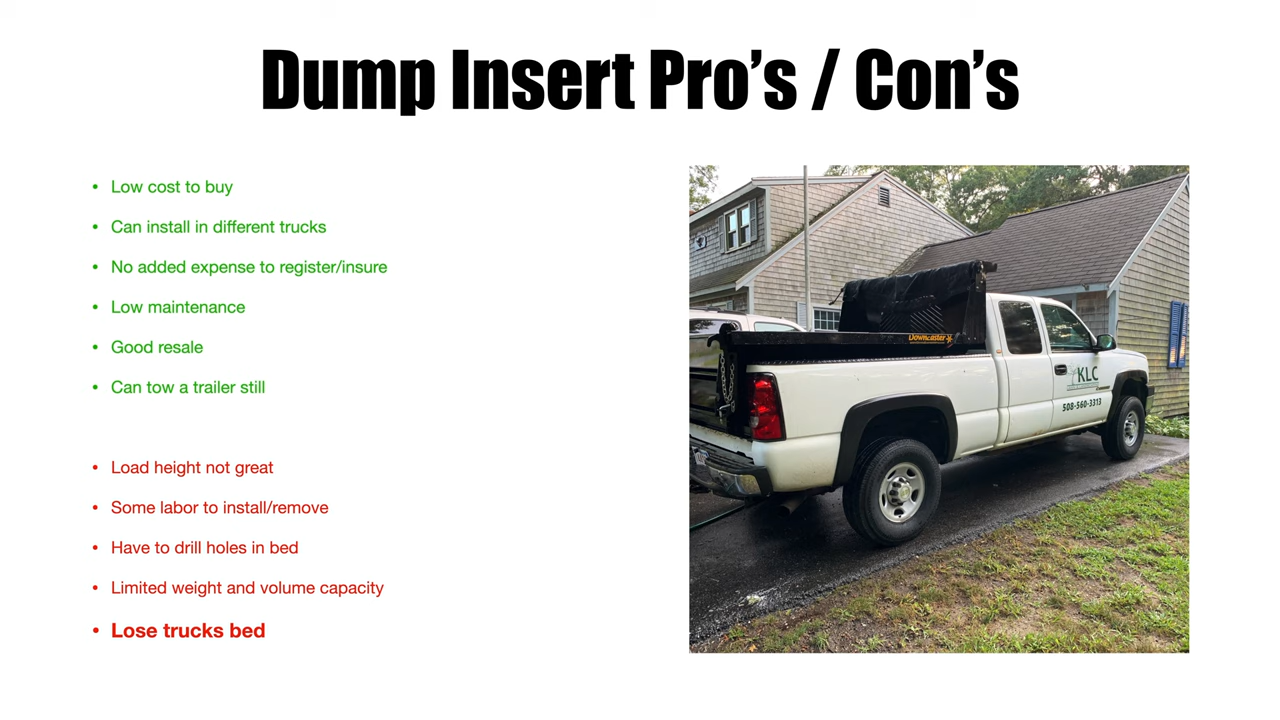 Dump Insert Pro's / Con's
• Low cost to buy
• Can install in different trucks
• No added expense to register/insure
• Low maintenance
• Good resale
• Can tow a trailer still
• Load height not great
• Some labor to install/remove
• Have to drill holes in bed
• Limited weight and volume capacity
• Lose trucks bed
Downeaster
KLC
508-560-3313